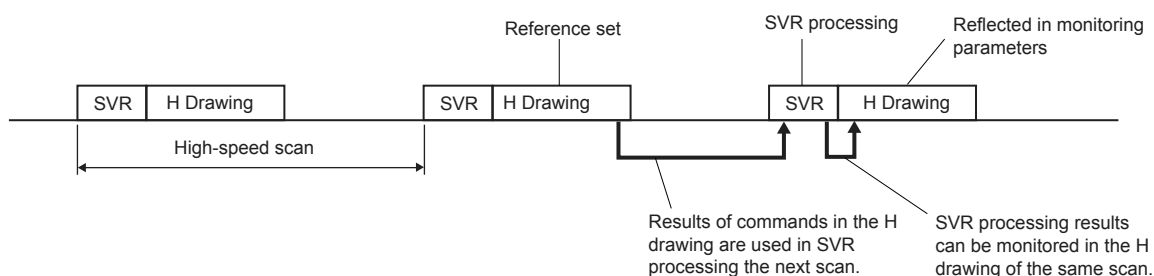 Reference set
SVR processing
Reflected in monitoring
parameters
SVR
H Drawing
SVR
H Drawing
SVR
H Drawing
High-speed scan
Results of commands in the H
drawing are used in SVR
processing the next scan.
SVR processing results
can be monitored in the H
drawing of the same scan.